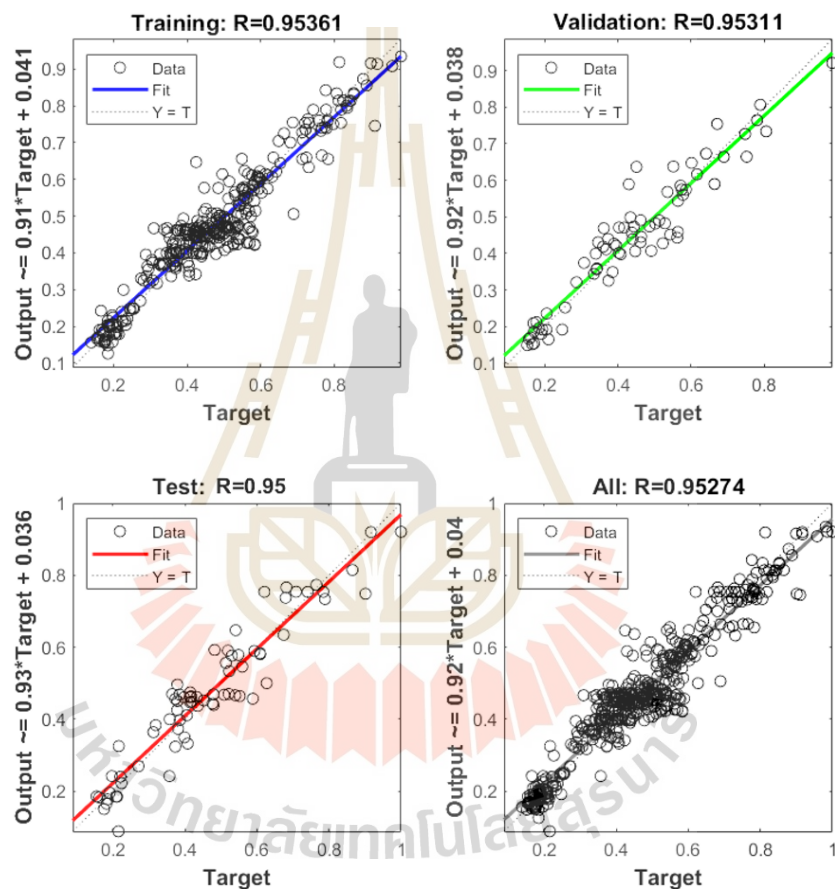 Training: R=0.95361
Output ~= 0.91*Target + 0.041
0.9
0.8
0.7
0.6
0.5
0.4
0.3
0.2
0.1
Data
Fit
Y = T
0.2
0.4
0.6
0.8
Target
Validation: R=0.95311
Output ~= 0.92*Target + 0.038
0.9
0.8
0.7
0.6
0.5
0.4
0.3
0.2
0.1
Data
Fit
Y = T
0.2
0.4
0.6
0.8
Target
Test: R=0.95
Output ~= 0.93*Target + 0.036
1
0.8
0.6
0.4
0.2
Data
Fit
Y = T
0.2
0.4
0.6
0.8
1
Target
All: R=0.95274
Output ~= 0.92*Target + 0.04
1
0.8
0.6
0.4
0.2
Data
Fit
Y = T
0.2
0.4
0.6
0.8
1
Target
มหาวิทยาลัยเทคโนโลยีสุรนารี